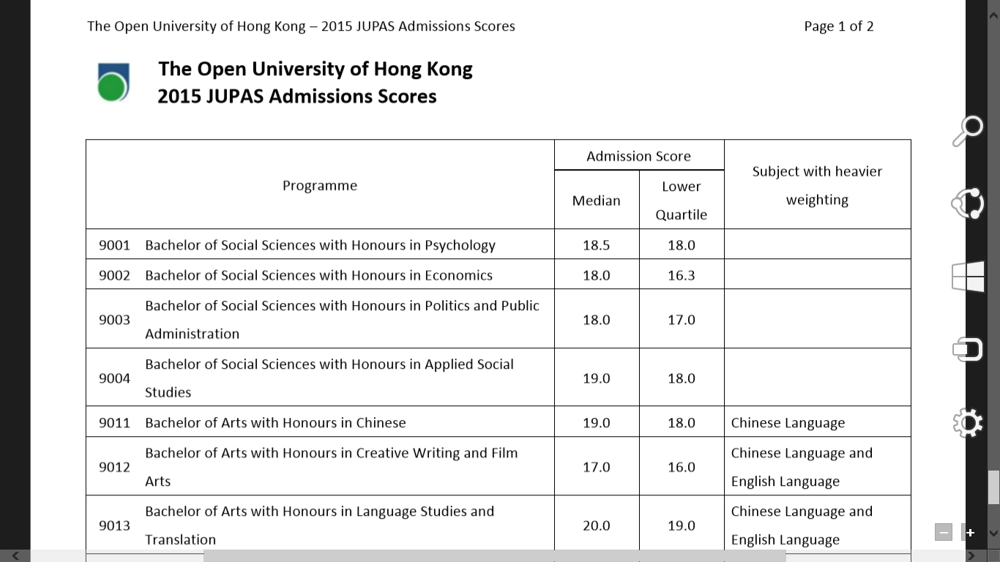 The Open University of Hong Kong – 2015 JUPAS Admissions Scores Page 1 of 2
The Open University of Hong Kong
2015 JUPAS Admissions Scores
Programme
Admission Score
Median
Lower
Quartile
Subject with heavier
weighting
9001 Bachelor of Social Sciences with Honours in Psychology 18.5 18.0
9002 Bachelor of Social Sciences with Honours in Economics 18.0 16.3
9003 Bachelor of Social Sciences with Honours in Politics and Public
Administration 18.0 17.0
9004 Bachelor of Social Sciences with Honours in Applied Social
Studies 19.0 18.0
9011 Bachelor of Arts with Honours in Chinese 19.0 18.0 Chinese Language
9012 Bachelor of Arts with Honours in Creative Writing and Film
Arts 17.0 16.0 Chinese Language and
English Language
9013 Bachelor of Arts with Honours in Language Studies and
Translation 20.0 19.0 Chinese Language and
English Language